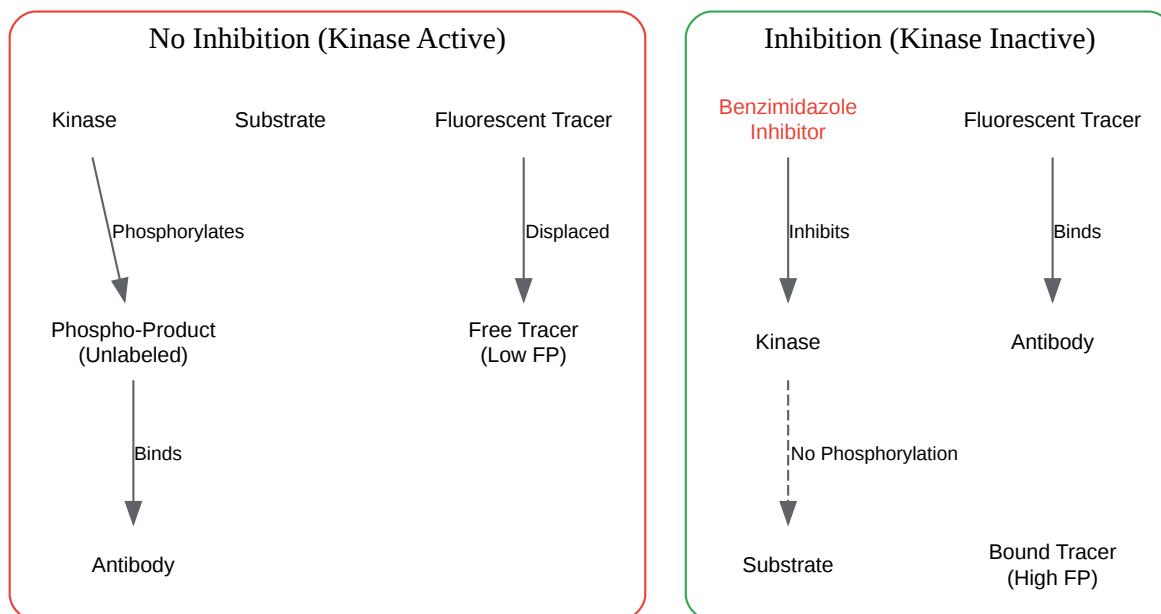 No Inhibition (Kinase Active)
Kinase
Substrate
Fluorescent Tracer
Phosphorylates
Displaced
Phospho-Product
(Unlabeled)
Free Tracer
(Low FP)
Binds
Antibody
Inhibition (Kinase Inactive)
Benzimidazole
Inhibitor
Fluorescent Tracer
Inhibits
Binds
Kinase
Antibody
No Phosphorylation
Substrate
Bound Tracer
(High FP)